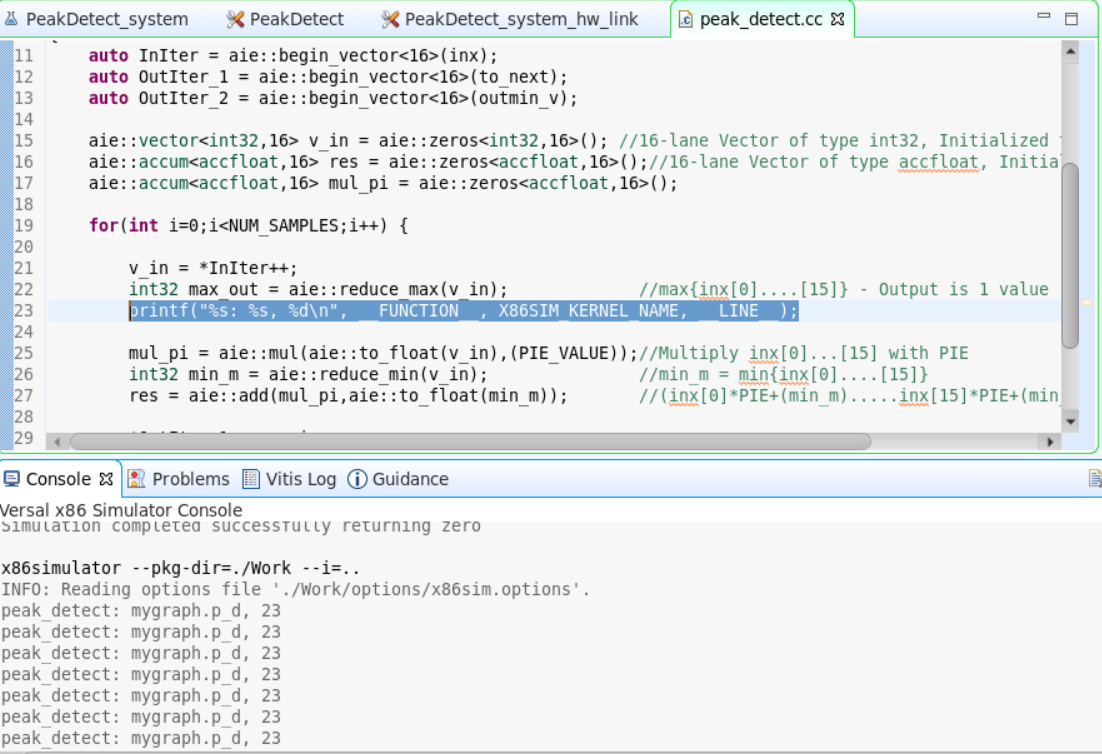 PeakDetect_system PeakDetect PeakDetect_system_hw_link peak_detect.cc
11 auto InIter = aie::begin_vector<16>(inx);
12 auto OutIter_1 = aie::begin_vector<16>(to_next);
13 auto OutIter_2 = aie::begin_vector<16>(outmin_v);
14
15 aie::vector<int32,16> v_in = aie::zeros<int32,16>(); //16-lane Vector of type int32, Initialized
16 aie::accum<accfloat,16> res = aie::zeros<accfloat,16>();//16-lane Vector of type accfloat, Initia
17 aie::accum<accfloat,16> mul_pi = aie::zeros<accfloat,16>();
18
19 for(int i=0;i<NUM_SAMPLES;i++) {
20
21 v_in = *InIter++;
22 int32 max_out = aie::reduce_max(v_in); //max{inx[0]....[15]} - Output is 1 value
23 printf("%s: %s, %d\n", __FUNCTION__, X86SIM_KERNEL_NAME, __LINE__);
24
25 mul_pi = aie::mul(aie::to_float(v_in),(PIE_VALUE));//Multiply inx[0]...[15] with PIE
26 int32 min_m = aie::reduce_min(v_in); //min_m = min{inx[0]....[15]}
27 res = aie::add(mul_pi,aie::to_float(min_m)); //(inx[0]*PIE+(min_m).....inx[15]*PIE+(min_
28
29
Console Problems Vitis Log Guidance
Versal x86 Simulator Console
Simulation completed successfully returning zero
x86simulator --pkg-dir=./Work --i=..
INFO: Reading options file './Work/options/x86sim.options'.
peak_detect: mygraph.p_d, 23
peak_detect: mygraph.p_d, 23
peak_detect: mygraph.p_d, 23
peak_detect: mygraph.p_d, 23
peak_detect: mygraph.p_d, 23
peak_detect: mygraph.p_d, 23
peak_detect: mygraph.p_d, 23